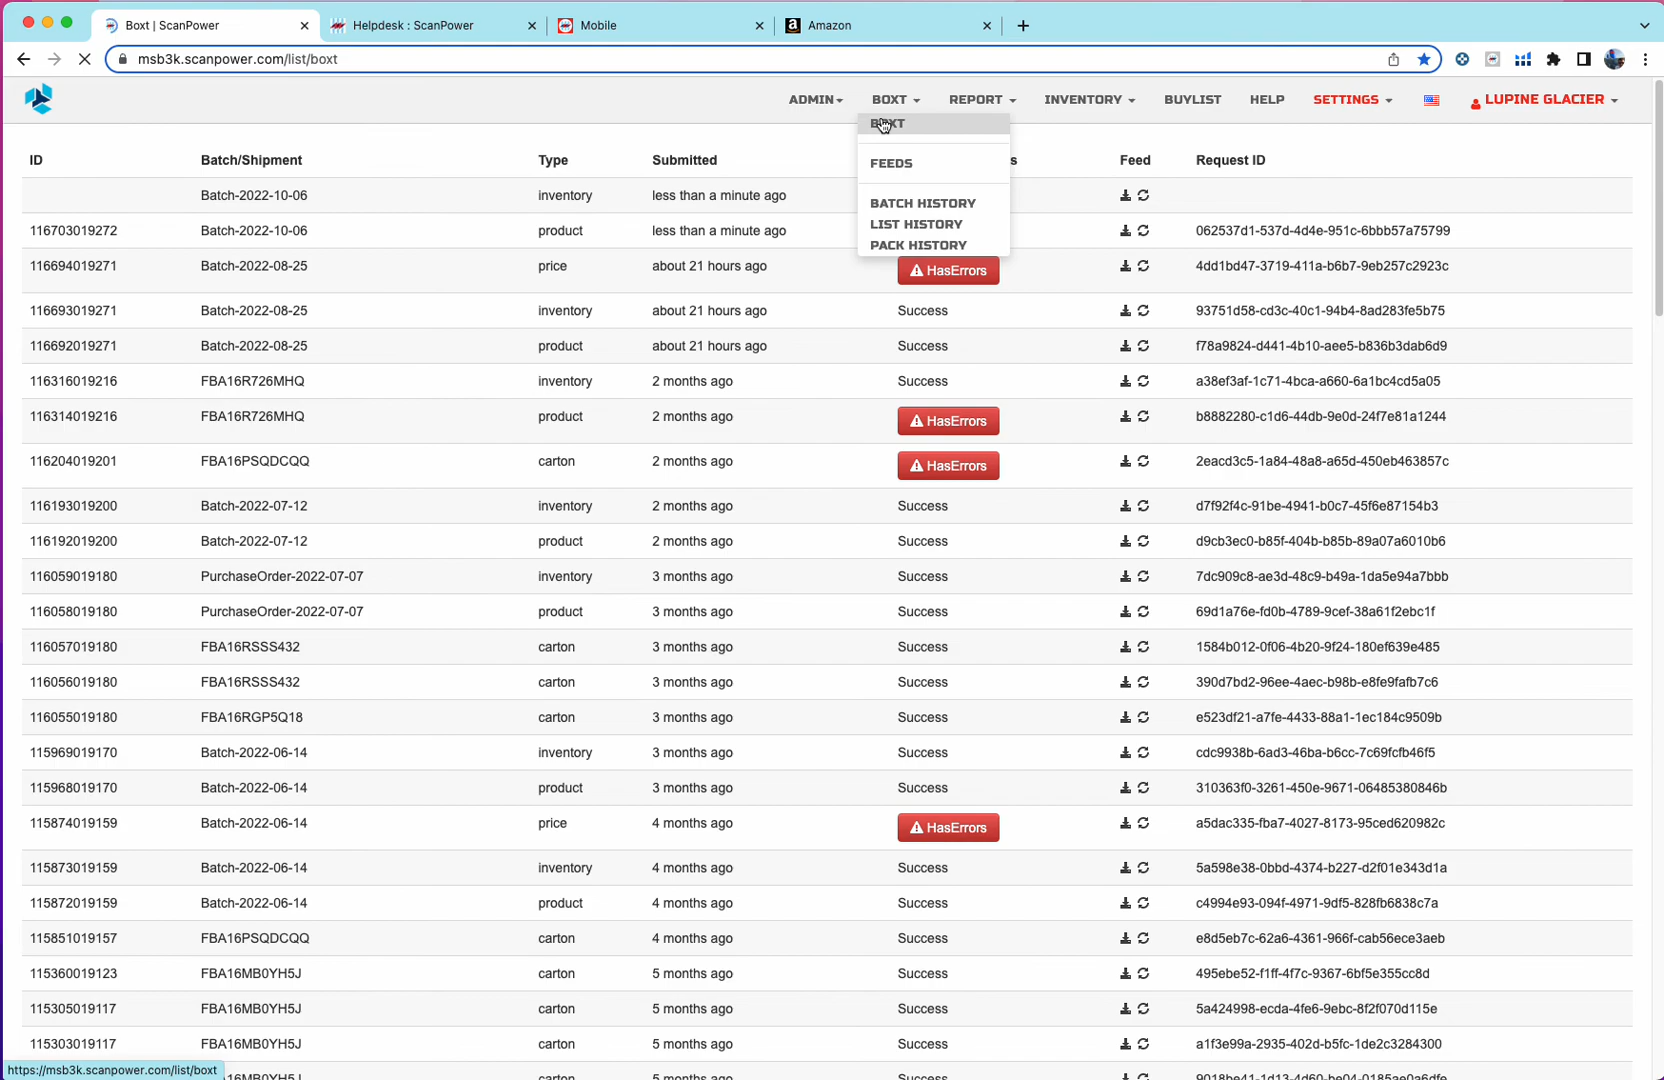 Boxt | ScanPower
Helpdesk : ScanPower
Mobile
Amazon
msb3k.scanpower.com/list/boxt
ADMIN BOXT REPORT INVENTORY BUYLIST HELP SETTINGS LUPINE GLACIER
BOXT
FEEDS
BATCH HISTORY
LIST HISTORY
PACK HISTORY
ID Batch/Shipment Type Submitted s Feed Request ID
Batch-2022-10-06 inventory less than a minute ago
116703019272 Batch-2022-10-06 product less than a minute ago 062537d1-537d-4d4e-951c-6bbb57a75799
116694019271 Batch-2022-08-25 price about 21 hours ago HasErrors 4dd1bd47-3719-411a-b6b7-9eb257c2923c
116693019271 Batch-2022-08-25 inventory about 21 hours ago Success 93751d58-cd3c-40c1-94b4-8ad283fe5b75
116692019271 Batch-2022-08-25 product about 21 hours ago Success f78a9824-d441-4b10-aee5-b836b3dab6d9
116316019216 FBA16R726MHQ inventory 2 months ago Success a38ef3af-1c71-4bca-a660-6a1bc4cd5a05
116314019216 FBA16R726MHQ product 2 months ago HasErrors b8882280-c1d6-44db-9e0d-24f7e81a1244
116204019201 FBA16PSQDCQQ carton 2 months ago HasErrors 2eacd3c5-1a84-48a8-a65d-450eb463857c
116193019200 Batch-2022-07-12 inventory 2 months ago Success d7f92f4c-91be-4941-b0c7-45f6e87154b3
116192019200 Batch-2022-07-12 product 2 months ago Success d9cb3ec0-b85f-404b-b85b-89a07a6010b6
116059019180 PurchaseOrder-2022-07-07 inventory 3 months ago Success 7dc909c8-ae3d-48c9-b49a-1da5e94a7bbb
116058019180 PurchaseOrder-2022-07-07 product 3 months ago Success 69d1a76e-fd0b-4789-9cef-38a61f2ebc1f
116057019180 FBA16RSSS432 carton 3 months ago Success 1584b012-0f06-4b20-9f24-180ef639e485
116056019180 FBA16RSSS432 carton 3 months ago Success 390d7bd2-96ee-4aec-b98b-e8fe9fafb7c6
116055019180 FBA16RGP5Q18 carton 3 months ago Success e523df21-a7fe-4433-88a1-1ec184c9509b
115969019170 Batch-2022-06-14 inventory 3 months ago Success cdc9938b-6ad3-46ba-b6cc-7c69fcfb46f5
115968019170 Batch-2022-06-14 product 3 months ago Success 310363f0-3261-450e-9671-06485380846b
115874019159 Batch-2022-06-14 price 4 months ago HasErrors a5dac335-fba7-4027-8173-95ced620982c
115873019159 Batch-2022-06-14 inventory 4 months ago Success 5a598e38-0bbd-4374-b227-d2f01e343d1a
115872019159 Batch-2022-06-14 product 4 months ago Success c4994e93-094f-4971-9df5-828fb6838c7a
115851019157 FBA16PSQDCQQ carton 4 months ago Success e8d5eb7c-62a6-4361-966f-cab56ece3aeb
115360019123 FBA16MB0YH5J carton 5 months ago Success 495ebe52-f1ff-4f7c-9367-6bf5e355cc8d
115305019117 FBA16MB0YH5J carton 5 months ago Success 5a424998-ecda-4fe6-9ebc-8f2f070d115e
115303019117 FBA16MB0YH5J carton 5 months ago Success a1f3e99a-2935-402d-b5fc-1de2c3284300
FBA16MB0YH5J carton 5 months ago Success
https://msb3k.scanpower.com/list/boxt